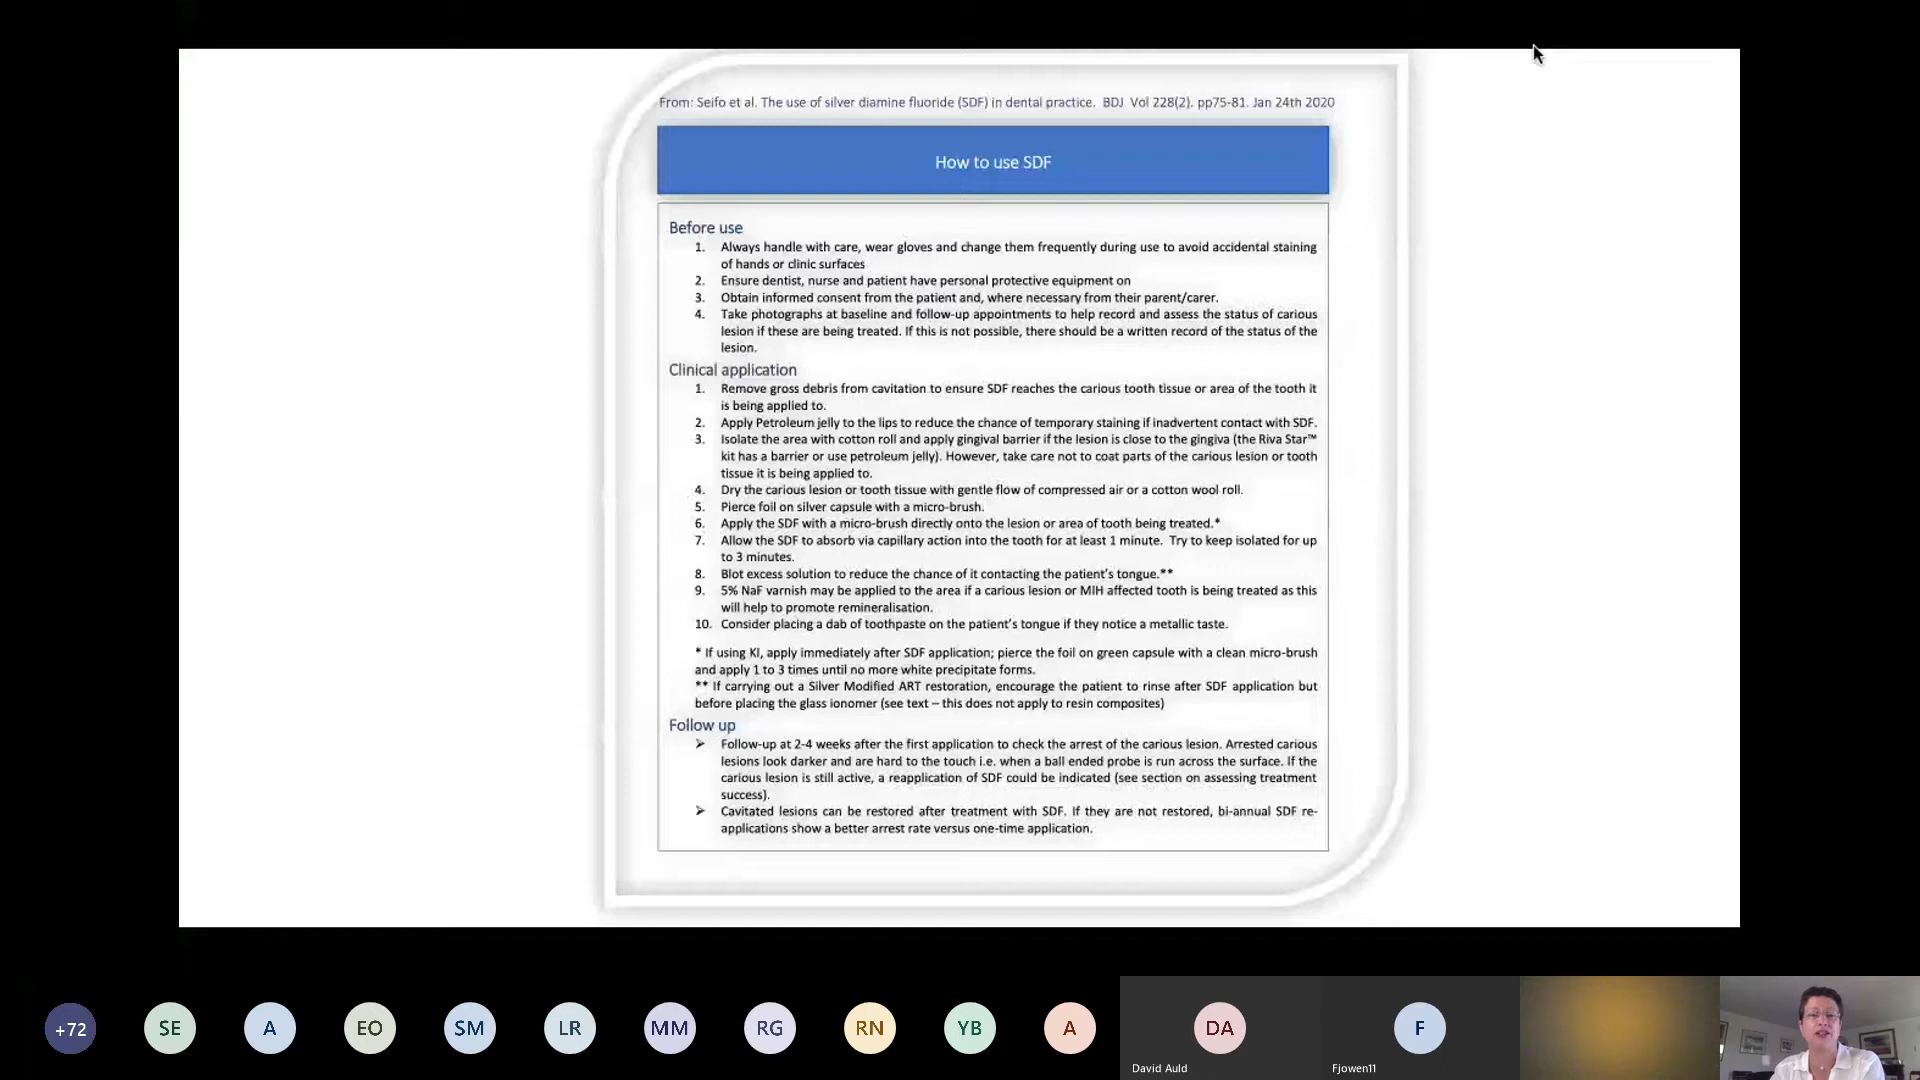 From: Seifo et al. The use of silver diamine fluoride (SDF) in dental practice. BDJ Vol 228(2). pp75-81. Jan 24th 2020
How to use SDF
Before use
1. Always handle with care, wear gloves and change them frequently during use to avoid accidental staining
of hands or clinic surfaces
2. Ensure dentist, nurse and patient have personal protective equipment on
3. Obtain informed consent from the patient and, where necessary from their parent/carer.
4. Take photographs at baseline and follow-up appointments to help record and assess the status of carious
lesion if these are being treated. If this is not possible, there should be a written record of the status of the
lesion.
Clinical application
1. Remove gross debris from cavitation to ensure SDF reaches the carious tooth tissue or area of the tooth it
is being applied to.
2. Apply Petroleum jelly to the lips to reduce the chance of temporary staining if inadvertent contact with SDF.
3. Isolate the area with cotton roll and apply gingival barrier if the lesion is close to the gingiva (the Riva Star™
kit has a barrier or use petroleum jelly). However, take care not to coat parts of the carious lesion or tooth
tissue it is being applied to.
4. Dry the carious lesion or tooth tissue with gentle flow of compressed air or a cotton wool roll.
5. Pierce foil on silver capsule with a micro-brush.
6. Apply the SDF with a micro-brush directly onto the lesion or area of tooth being treated.*
7. Allow the SDF to absorb via capillary action into the tooth for at least 1 minute. Try to keep isolated for up
to 3 minutes.
8. Blot excess solution to reduce the chance of it contacting the patient's tongue.**
9. 5% NaF varnish may be applied to the area if a carious lesion or MIH affected tooth is being treated as this
will help to promote remineralisation.
10. Consider placing a dab of toothpaste on the patient's tongue if they notice a metallic taste.
* If using KI, apply immediately after SDF application; pierce the foil on green capsule with a clean micro-brush
and apply 1 to 3 times until no more white precipitate forms.
** If carrying out a Silver Modified ART restoration, encourage the patient to rinse after SDF application but
before placing the glass ionomer (see text – this does not apply to resin composites)
Follow up
➢ Follow-up at 2-4 weeks after the first application to check the arrest of the carious lesion. Arrested carious
lesions look darker and are hard to the touch i.e. when a ball ended probe is run across the surface. If the
carious lesion is still active, a reapplication of SDF could be indicated (see section on assessing treatment
success).
➢ Cavitated lesions can be restored after treatment with SDF. If they are not restored, bi-annual SDF re-
applications show a better arrest rate versus one-time application.
+72 SE A EO SM LR MM RG RN YB A DA F
David Auld Fjowen11